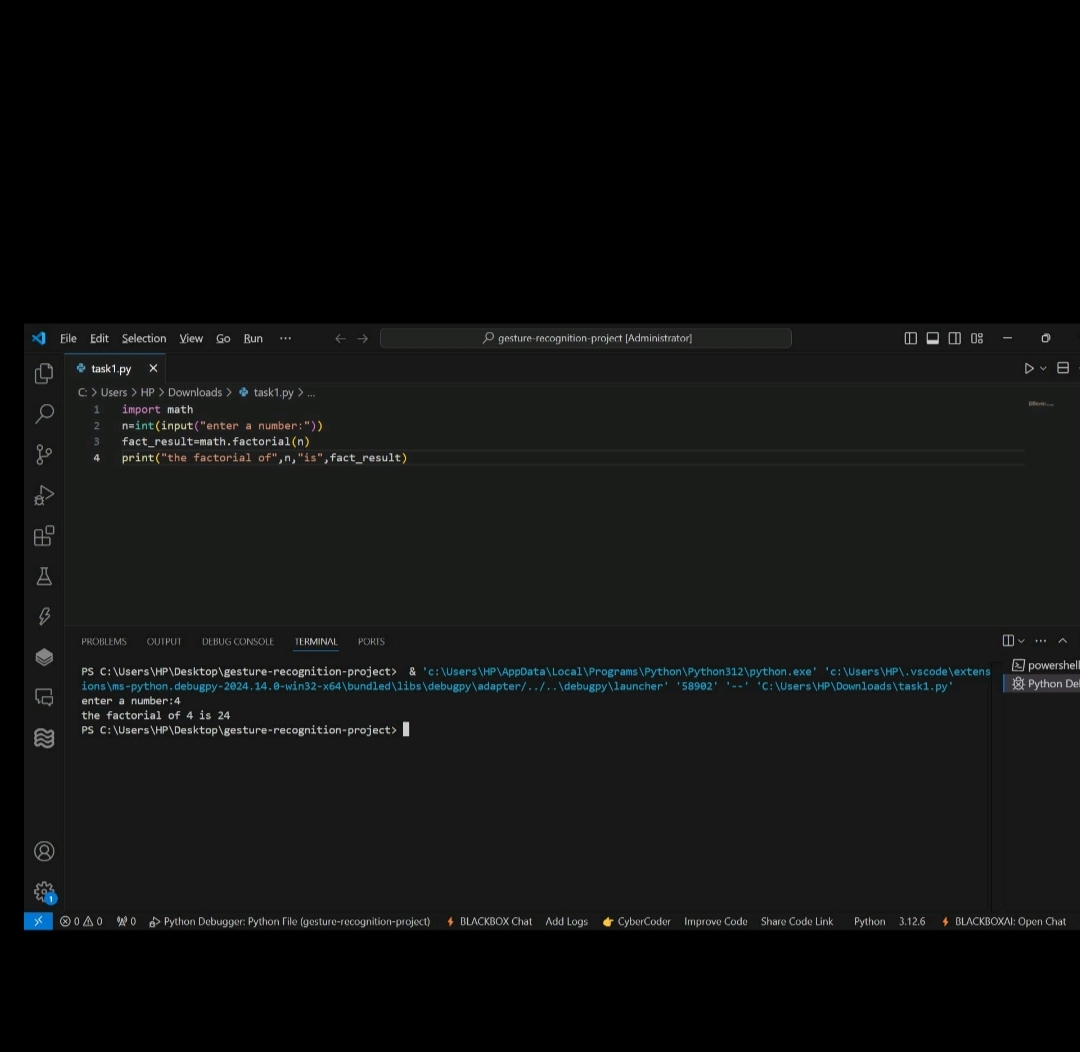 File Edit Selection View Go Run ··· gesture-recognition-project [Administrator]
task1.py
C: > Users > HP > Downloads > task1.py > ...
1 import math
2 n=int(input("enter a number:"))
3 fact_result=math.factorial(n)
4 print("the factorial of",n,"is",fact_result)
PROBLEMS OUTPUT DEBUG CONSOLE TERMINAL PORTS
PS C:\Users\HP\Desktop\gesture-recognition-project> & 'c:\Users\HP\AppData\Local\Programs\Python\Python312\python.exe' 'c:\Users\HP\.vscode\extens
ions\ms-python.debugpy-2024.14.0-win32-x64\bundled\libs\debugpy\adapter/../..\debugpy\launcher' '58902' '--' 'C:\Users\HP\Downloads\task1.py'
enter a number:4
the factorial of 4 is 24
PS C:\Users\HP\Desktop\gesture-recognition-project>
powershell
Python Del
1
0 0 0 Python Debugger: Python File (gesture-recognition-project) BLACKBOX Chat Add Logs CyberCoder Improve Code Share Code Link Python 3.12.6 BLACKBOXAI: Open Chat